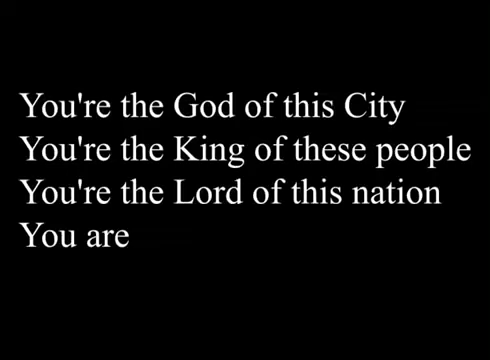 You're the God of this City
You're the King of these people
You're the Lord of this nation
You are